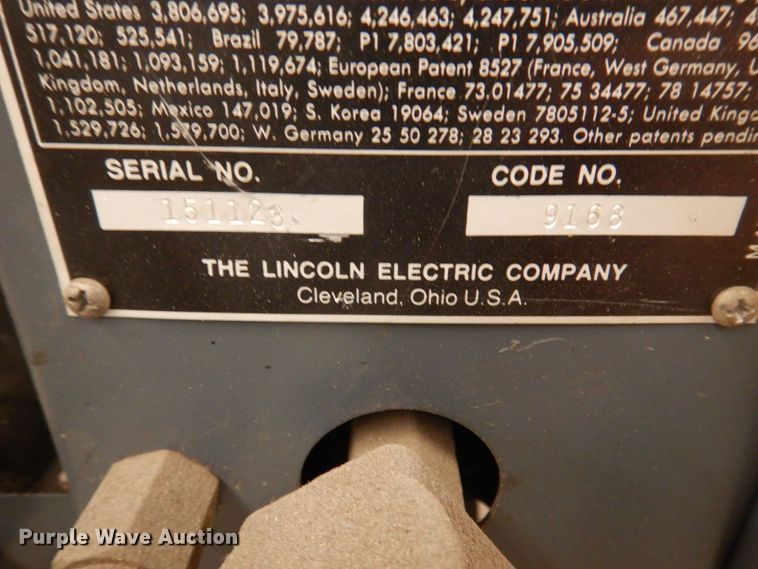 United States 3,806,695; 3,975,616; 4,246,463; 4,247,751; Australia 467,447;
517,120; 525,541; Brazil 79,787; P1 7,803,421; P1 7,905,509; Canada 96
1,041,181; 1,093,159; 1,119,674; European Patent 8527 (France, West Germany, U
Kingdom, Netherlands, Italy, Sweden); France 73,01477; 75 34477; 78 14757;
1,102,505; Mexico 147,019; S. Korea 19064; Sweden 7805112-5; United Kingd
1,529,726; 1,579,700; W. Germany 25 50 278; 28 23 293. Other patents pendin
SERIAL NO. CODE NO.
151123 9168
THE LINCOLN ELECTRIC COMPANY
Cleveland, Ohio U.S.A.
Purple Wave Auction